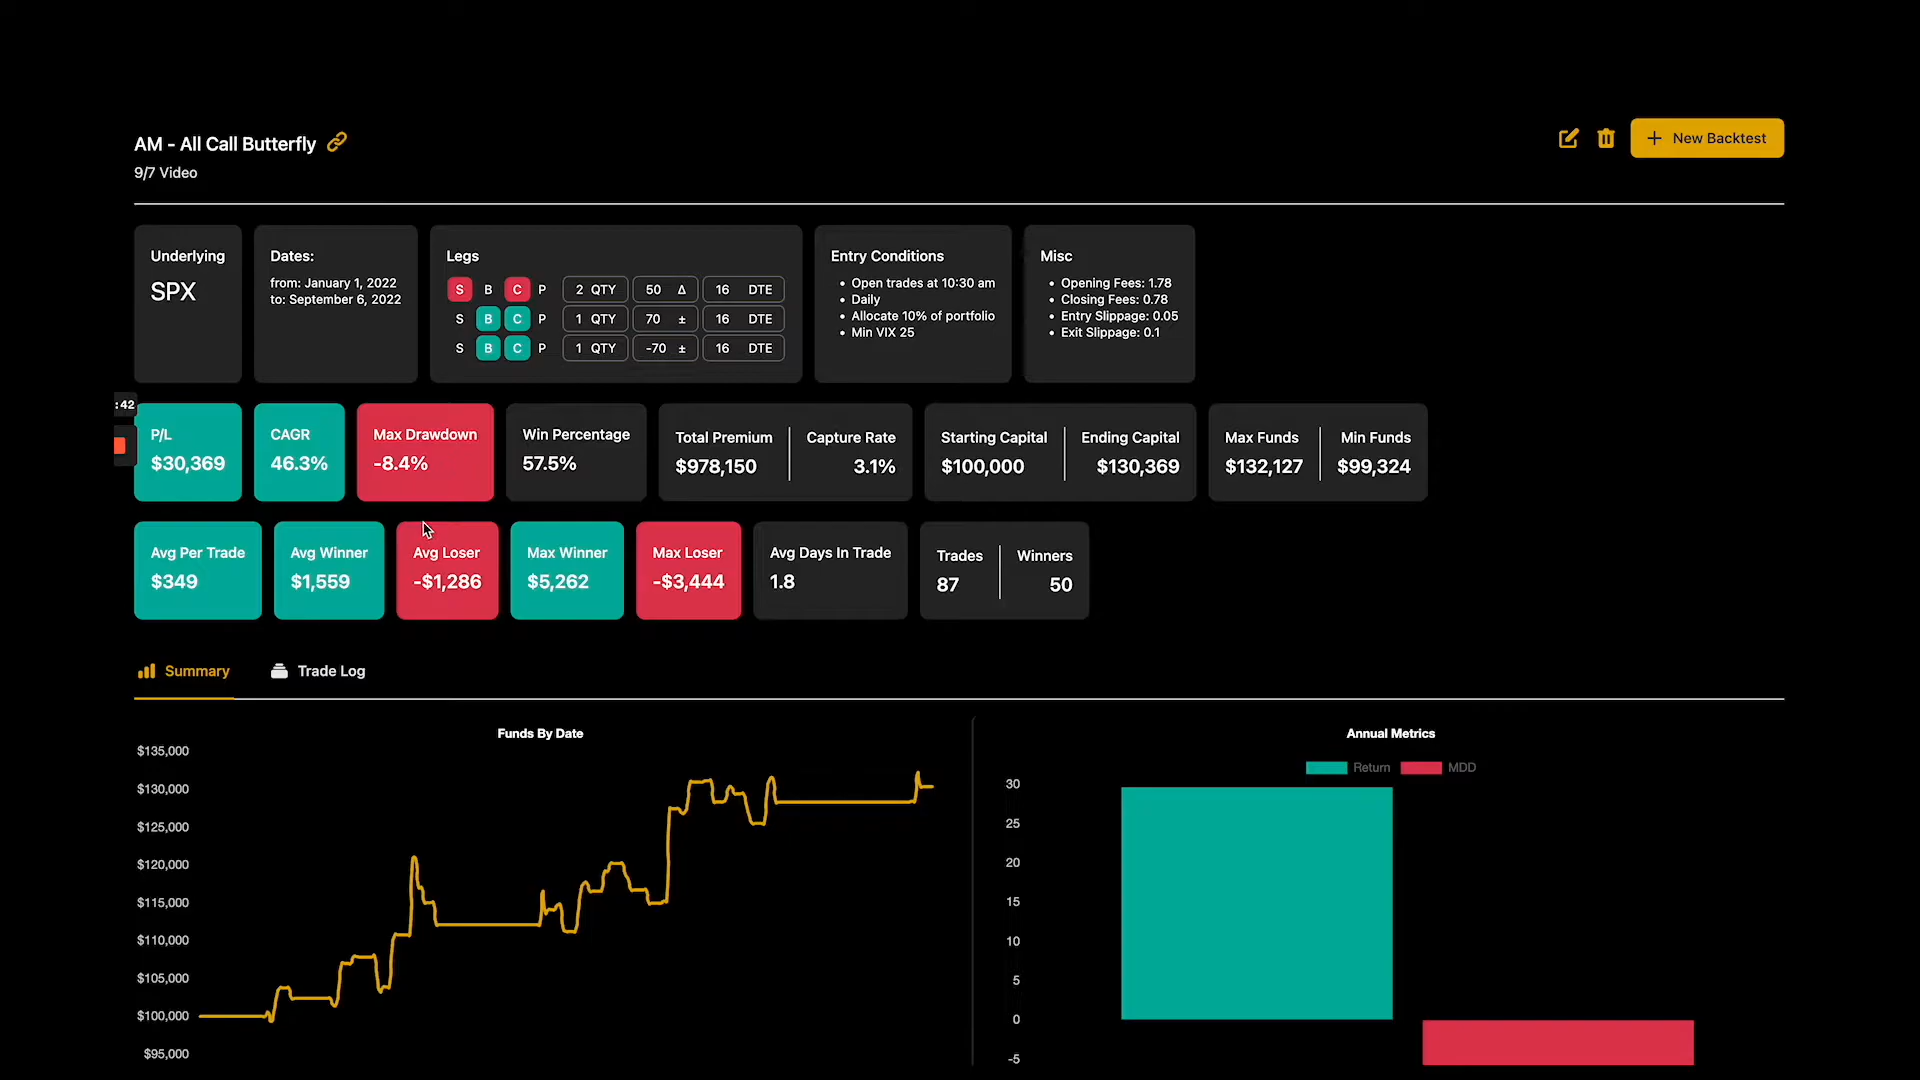 AM - All Call Butterfly
9/7 Video
New Backtest
Underlying
SPX
Dates:
from: January 1, 2022
to: September 6, 2022
Legs
S B C P 2 QTY 50 Δ 16 DTE
S B C P 1 QTY 70 ± 16 DTE
S B C P 1 QTY -70 ± 16 DTE
Entry Conditions
• Open trades at 10:30 am
• Daily
• Allocate 10% of portfolio
• Min VIX 25
Misc
• Opening Fees: 1.78
• Closing Fees: 0.78
• Entry Slippage: 0.05
• Exit Slippage: 0.1
:42
P/L
$30,369
CAGR
46.3%
Max Drawdown
-8.4%
Win Percentage
57.5%
Total Premium
$978,150
Capture Rate
3.1%
Starting Capital
$100,000
Ending Capital
$130,369
Max Funds
$132,127
Min Funds
$99,324
Avg Per Trade
$349
Avg Winner
$1,559
Avg Loser
-$1,286
Max Winner
$5,262
Max Loser
-$3,444
Avg Days In Trade
1.8
Trades
87
Winners
50
Summary
Trade Log
Funds By Date
$135,000
$130,000
$125,000
$120,000
$115,000
$110,000
$105,000
$100,000
$95,000
Annual Metrics
Return MDD
30
25
20
15
10
5
0
-5